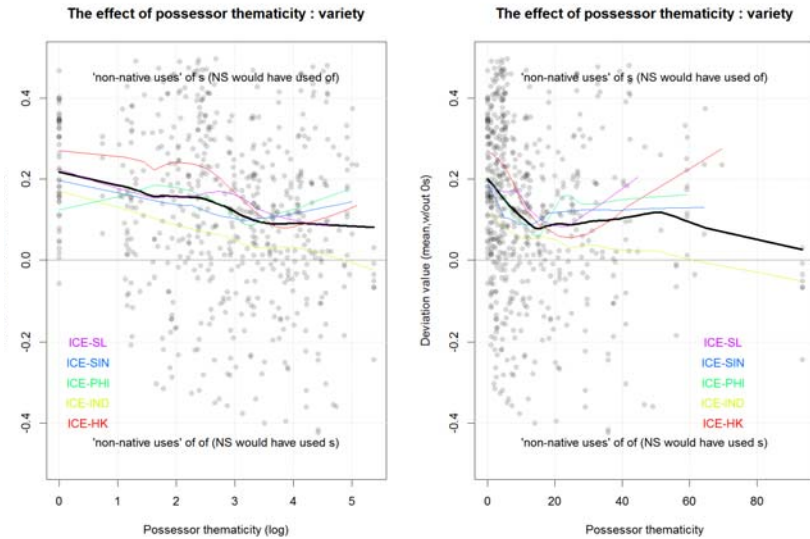 The effect of possessor thematicity : variety
'non-native uses' of s (NS would have used of)
0.4
0.2
0.0
-0.2
-0.4
ICE-SL
ICE-SIN
ICE-PHI
ICE-IND
ICE-HK
'non-native uses' of of (NS would have used s)
0 1 2 3 4 5
Possessor thematicity (log)
The effect of possessor thematicity : variety
Deviation value (mean,w/out 0s)
'non-native uses' of s (NS would have used of)
0.4
0.2
0.0
-0.2
-0.4
ICE-SL
ICE-SIN
ICE-PHI
ICE-IND
ICE-HK
'non-native uses' of of (NS would have used s)
0 20 40 60 80
Possessor thematicity